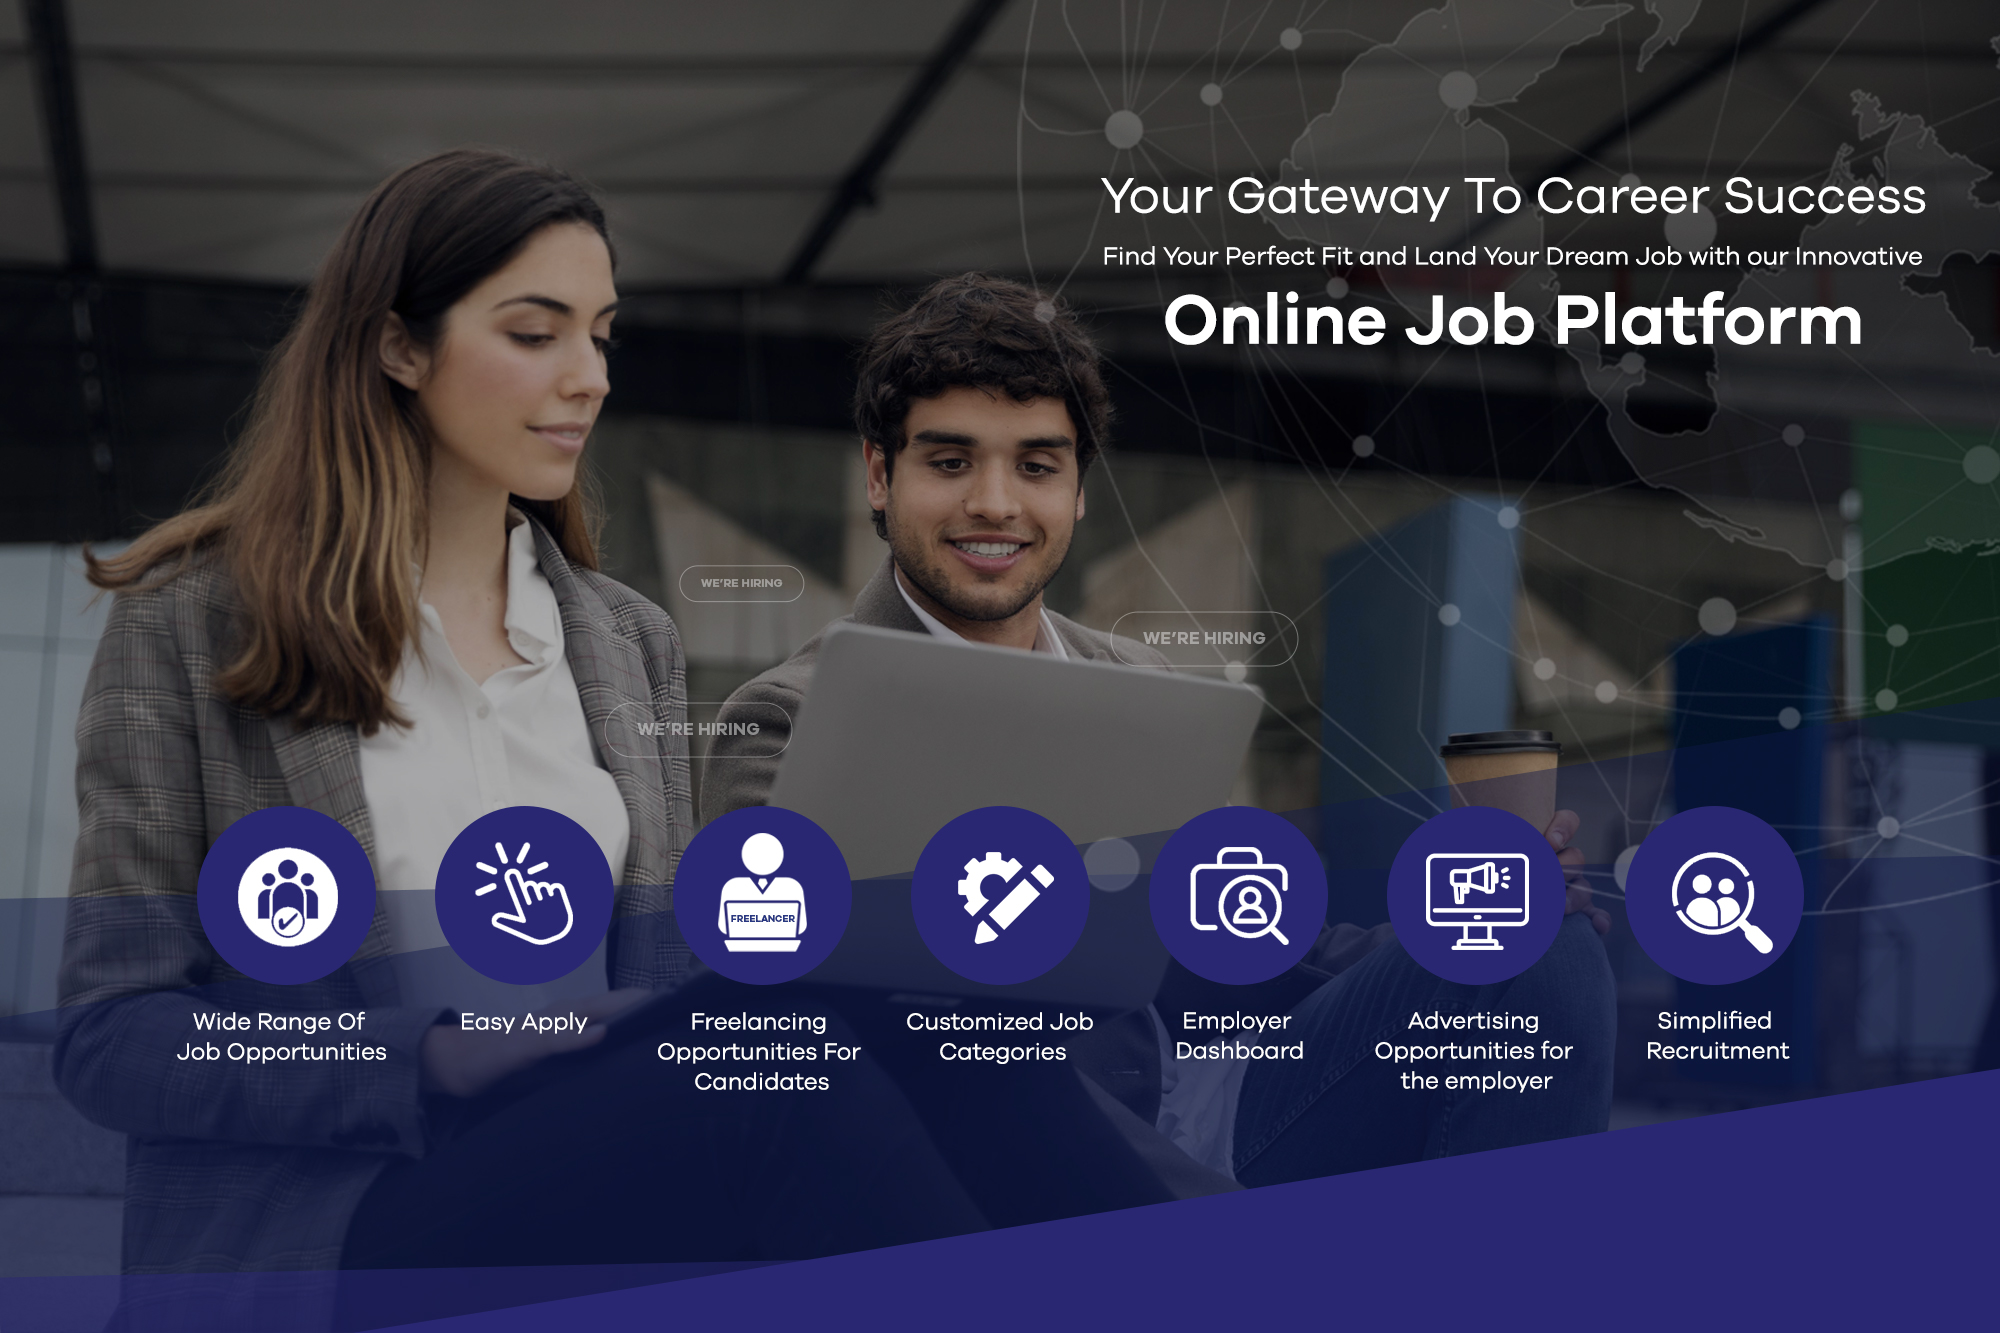 Your Gateway To Career Success
Find Your Perfect Fit and Land Your Dream Job with our Innovative
Online Job Platform
WE'RE HIRING
WE'RE HIRING
WE'RE HIRING
FREELANCER
Wide Range Of
Job Opportunities
Easy Apply
Freelancing
Opportunities For
Candidates
Customized Job
Categories
Employer
Dashboard
Advertising
Opportunities for
the employer
Simplified
Recruitment